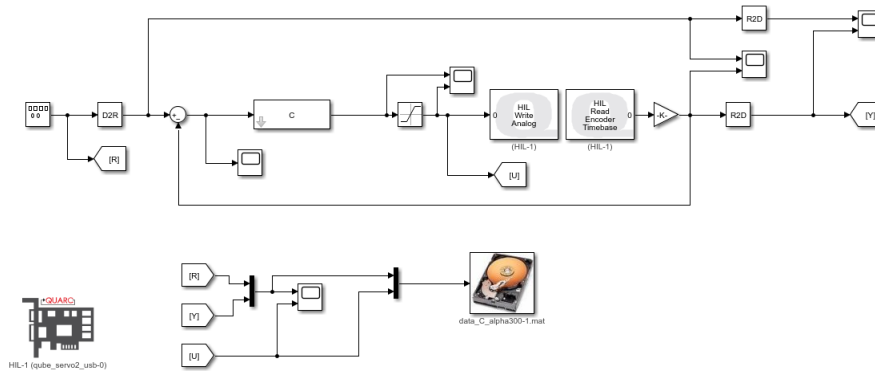 R2D
D2R
+
-
C
0
HIL
Write
Analog
(HIL-1)
HIL
Read
Encoder
Timebase
0
(HIL-1)
-K-
R2D
[Y]
[R]
[U]
[R]
[Y]
[U]
data_C_alpha300-1.mat
QUARC
HIL-1 (qube_servo2_usb-0)